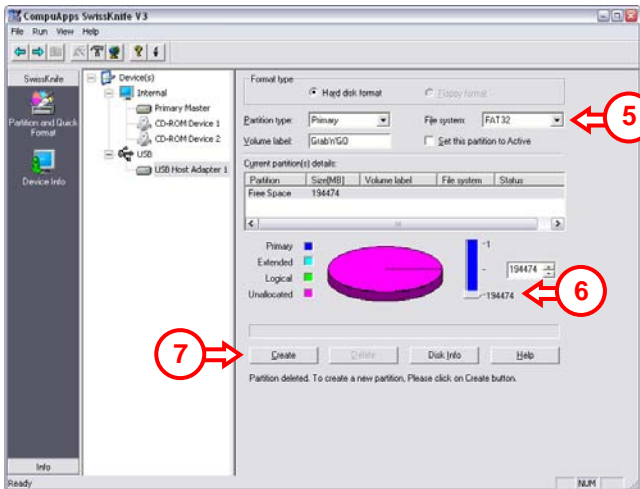 CompuApps SwissKnife V3
File Run View Help
SwissKnife
Partition and Quick
Format
Device Info
Info
Device(s)
Internal
Primary Master
CD-ROM Device 1
CD-ROM Device 2
USB
USB Host Adapter 1
Format type
Hard disk format
Floppy format
Partition type: Primary
File system: FAT32
5
Volume label: Grab'n'GO
Set this partition to Active
Current partition(s) details:
Partition Size[MB] Volume label File system Status
Free Space 194474
Primary
Extended
Logical
Unallocated
1
194474
194474
6
7
Create Delete Disk Info Help
Partition deleted. To create a new partition, Please click on Create button.
Ready
NUM